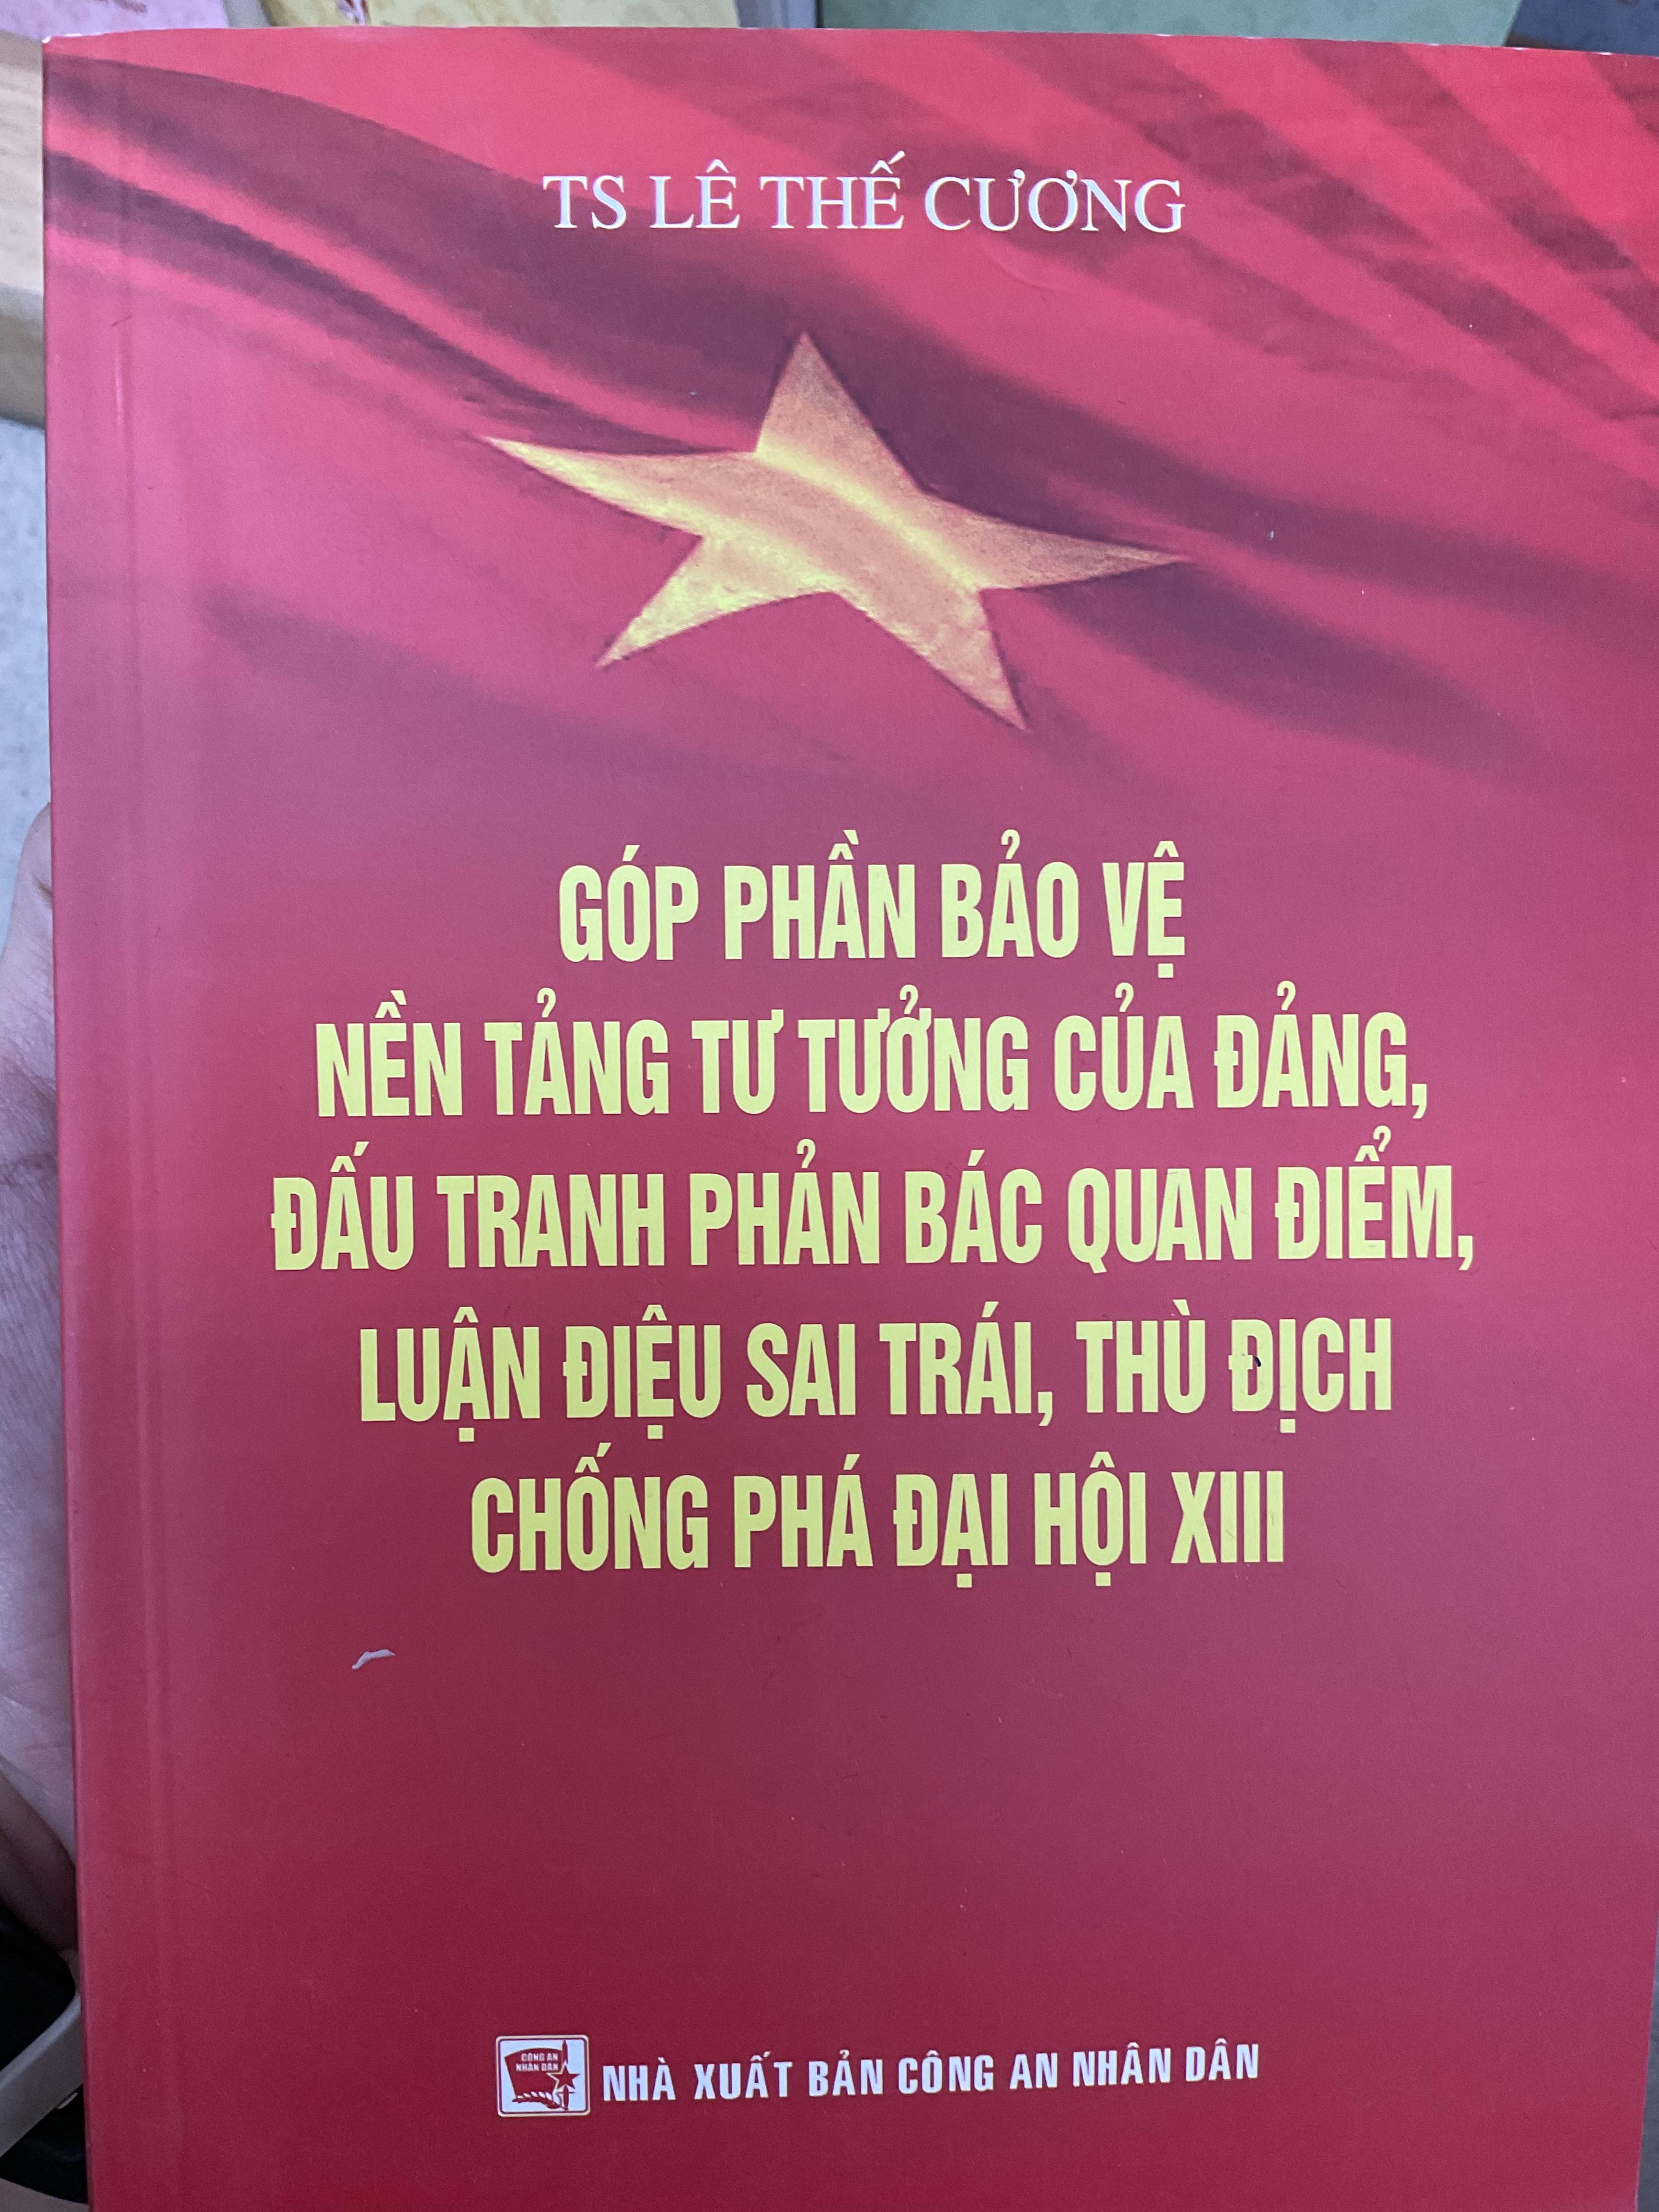 TS LÊ THẾ CƯƠNG
GÓP PHẦN BẢO VỆ
NỀN TẢNG TƯ TƯỞNG CỦA ĐẢNG,
ĐẤU TRANH PHẢN BÁC QUAN ĐIỂM,
LUẬN ĐIỆU SAI TRÁI, THÙ ĐỊCH
CHỐNG PHÁ ĐẠI HỘI XIII
CÔNG AN
NHÂN DÂN
NHÀ XUẤT BẢN CÔNG AN NHÂN DÂN